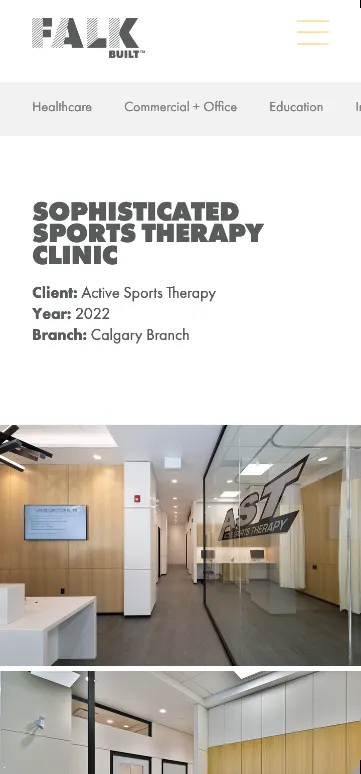 FALK
BUILT™
Healthcare Commercial + Office Education
SOPHISTICATED
SPORTS THERAPY
CLINIC
Client: Active Sports Therapy
Year: 2022
Branch: Calgary Branch
AST
SPORTS THERAPY